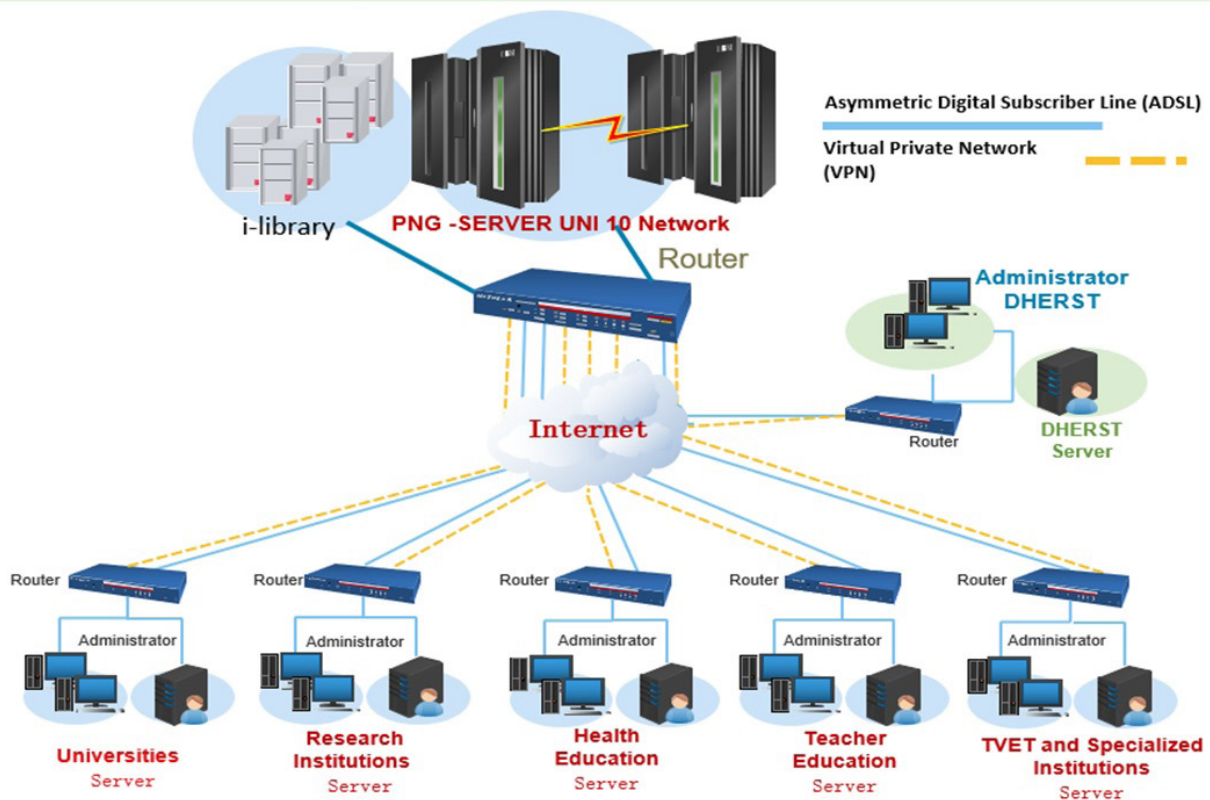 Asymmetric Digital Subscriber Line (ADSL)
Virtual Private Network
(VPN)
i-library
PNG -SERVER UNI 10 Network
Router
Administrator
DHERST
Internet
Router
DHERST
Server
Router
Router
Router
Router
Router
Administrator
Administrator
Administrator
Administrator
Administrator
Universities
Server
Research
Institutions
Server
Health
Education
Server
Teacher
Education
Server
TVET and Specialized
Institutions
Server